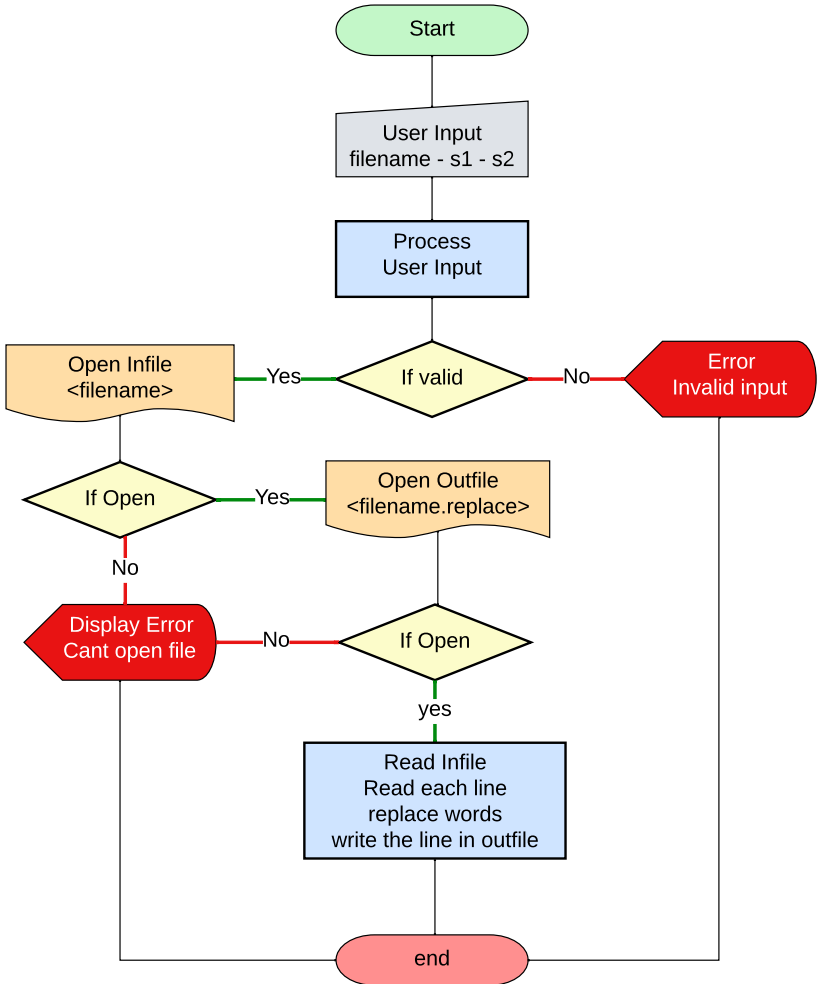 Start
User Input
filename - s1 - s2
Process
User Input
If valid
Yes
No
Open Infile
<filename>
Error
Invalid input
If Open
Yes
Open Outfile
<filename.replace>
No
Display Error
Cant open file
No
If Open
yes
Read Infile
Read each line
replace words
write the line in outfile
end